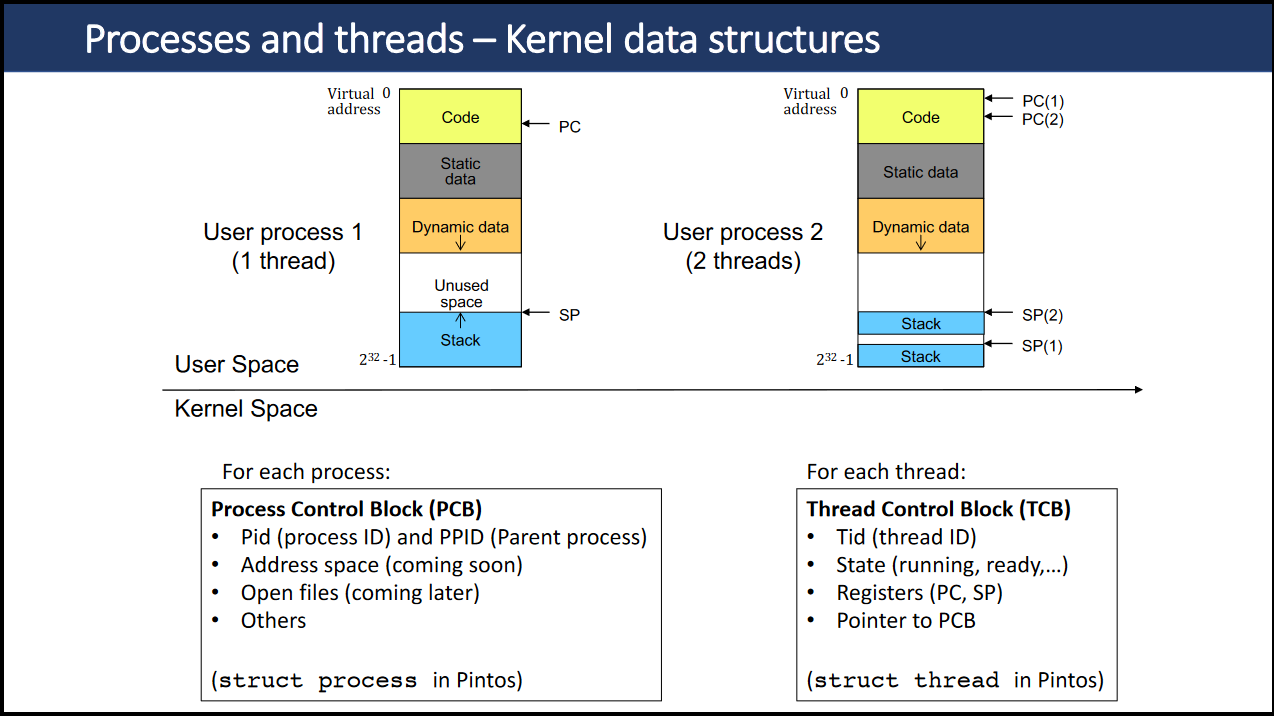 Processes and threads – Kernel data structures
Virtual 0
address
Code
PC
Static
data
Dynamic data
User process 1
(1 thread)
Unused
space
SP
Stack
2³² -1
Virtual 0
address
Code
PC(1)
PC(2)
Static data
Dynamic data
User process 2
(2 threads)
SP(2)
Stack
SP(1)
Stack
2³² -1
User Space
Kernel Space
For each process:
Process Control Block (PCB)
• Pid (process ID) and PPID (Parent process)
• Address space (coming soon)
• Open files (coming later)
• Others
(struct process in Pintos)
For each thread:
Thread Control Block (TCB)
• Tid (thread ID)
• State (running, ready,...)
• Registers (PC, SP)
• Pointer to PCB
(struct thread in Pintos)